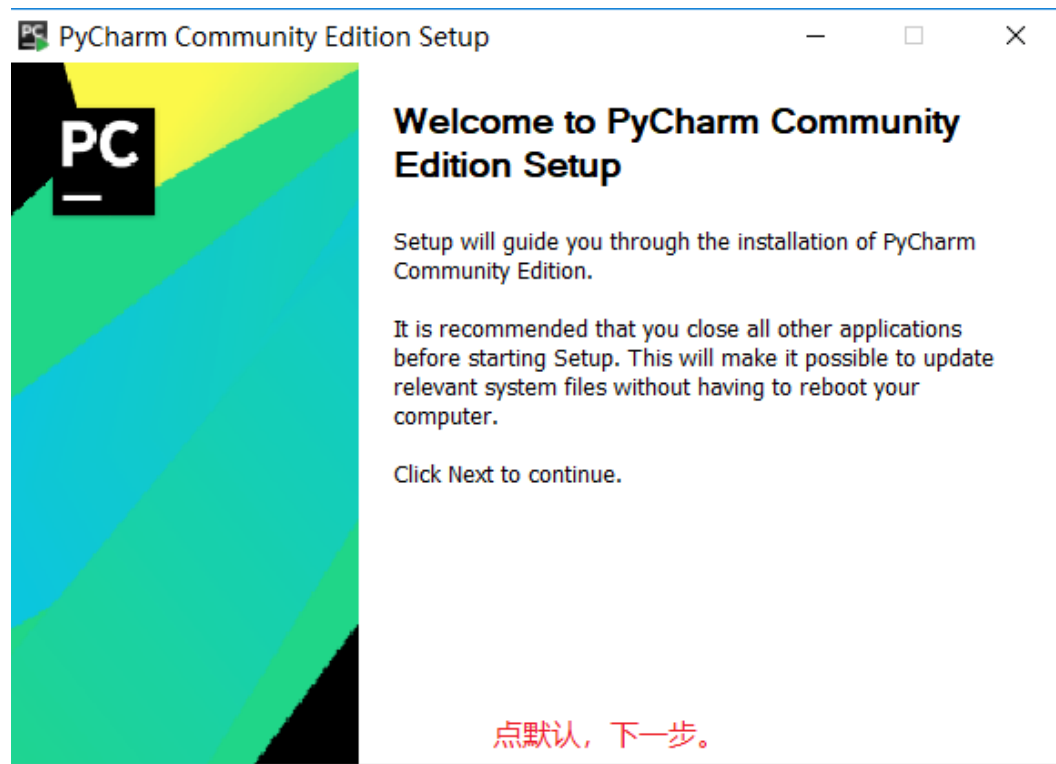 PyCharm Community Edition Setup
PC
Welcome to PyCharm Community
Edition Setup
Setup will guide you through the installation of PyCharm
Community Edition.
It is recommended that you close all other applications
before starting Setup. This will make it possible to update
relevant system files without having to reboot your
computer.
Click Next to continue.
点默认，下一步。